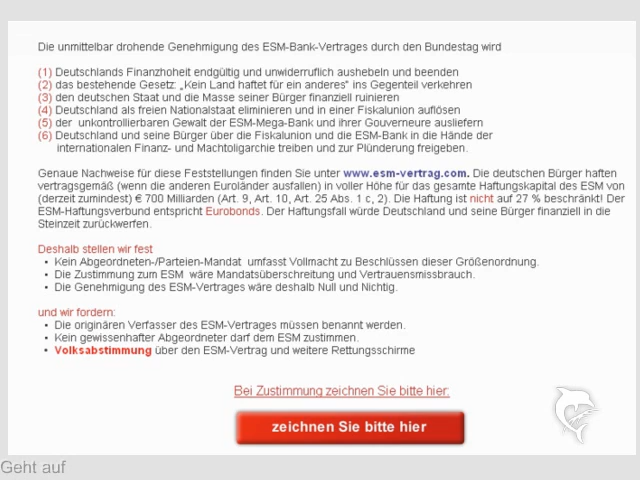 Die unmittelbar drohende Genehmigung des ESM-Bank-Vertrages durch den Bundestag wird
(1) Deutschlands Finanzhoheit endgültig und unwiderruflich aushebeln und beenden
(2) das bestehende Gesetz: „Kein Land haftet für ein anderes" ins Gegenteil verkehren
(3) den deutschen Staat und die Masse seiner Bürger finanziell ruinieren
(4) Deutschland als freien Nationalstaat eliminieren und in einer Fiskalunion auflösen
(5) der unkontrollierbaren Gewalt der ESM-Mega-Bank und ihrer Gouverneure ausliefern
(6) Deutschland und seine Bürger über die Fiskalunion und die ESM-Bank in die Hände der
internationalen Finanz- und Machtoligarchie treiben und zur Plünderung freigeben.
Genaue Nachweise für diese Feststellungen finden Sie unter www.esm-vertrag.com. Die deutschen Bürger haften
vertragsgemäß (wenn die anderen Euroländer ausfallen) in voller Höhe für das gesamte Haftungskapital des ESM von
(derzeit zumindest) € 700 Milliarden (Art. 9, Art. 10, Art. 25 Abs. 1 c, 2). Die Haftung ist nicht auf 27 % beschränkt! Der
ESM-Haftungsverbund entspricht Eurobonds. Der Haftungsfall würde Deutschland und seine Bürger finanziell in die
Steinzeit zurückwerfen.
Deshalb stellen wir fest
• Kein Abgeordneten-/Parteien-Mandat umfasst Vollmacht zu Beschlüssen dieser Größenordnung.
• Die Zustimmung zum ESM wäre Mandatsüberschreitung und Vertrauensmissbrauch.
• Die Genehmigung des ESM-Vertrages wäre deshalb Null und Nichtig.
und wir fordern:
• Die originären Verfasser des ESM-Vertrages müssen benannt werden.
• Kein gewissenhafter Abgeordneter darf dem ESM zustimmen.
• Volksabstimmung über den ESM-Vertrag und weitere Rettungsschirme
Bei Zustimmung zeichnen Sie bitte hier:
zeichnen Sie bitte hier
Geht auf